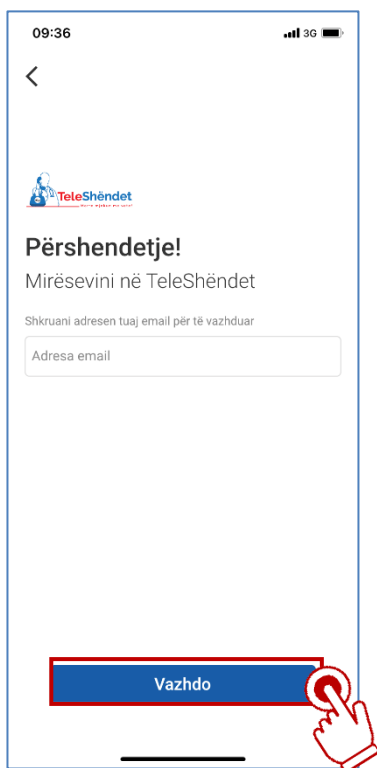 09:36
3G
TeleShëndet
Përshendetje!
Mirësevini në TeleShëndet
Shkruani adresen tuaj email për të vazhduar
Adresa email
Vazhdo